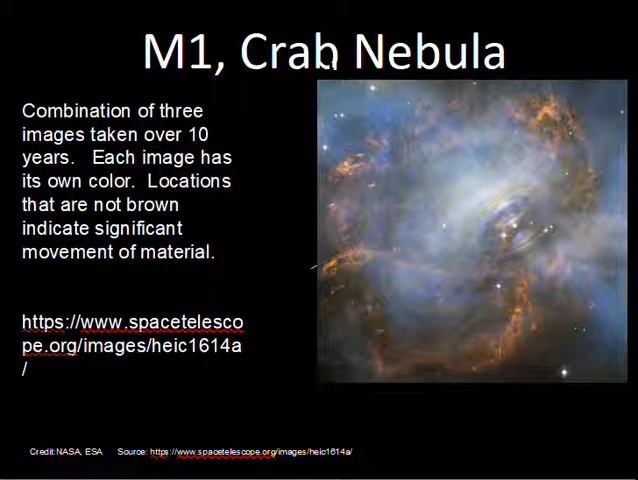 M1, Crab Nebula
Combination of three
images taken over 10
years. Each image has
its own color. Locations
that are not brown
indicate significant
movement of material.
https://www.spacetelesco
pe.org/images/heic1614a
/
Credit:NASA, ESA Source: https://www.spacetelescope.org/images/heic1614a/